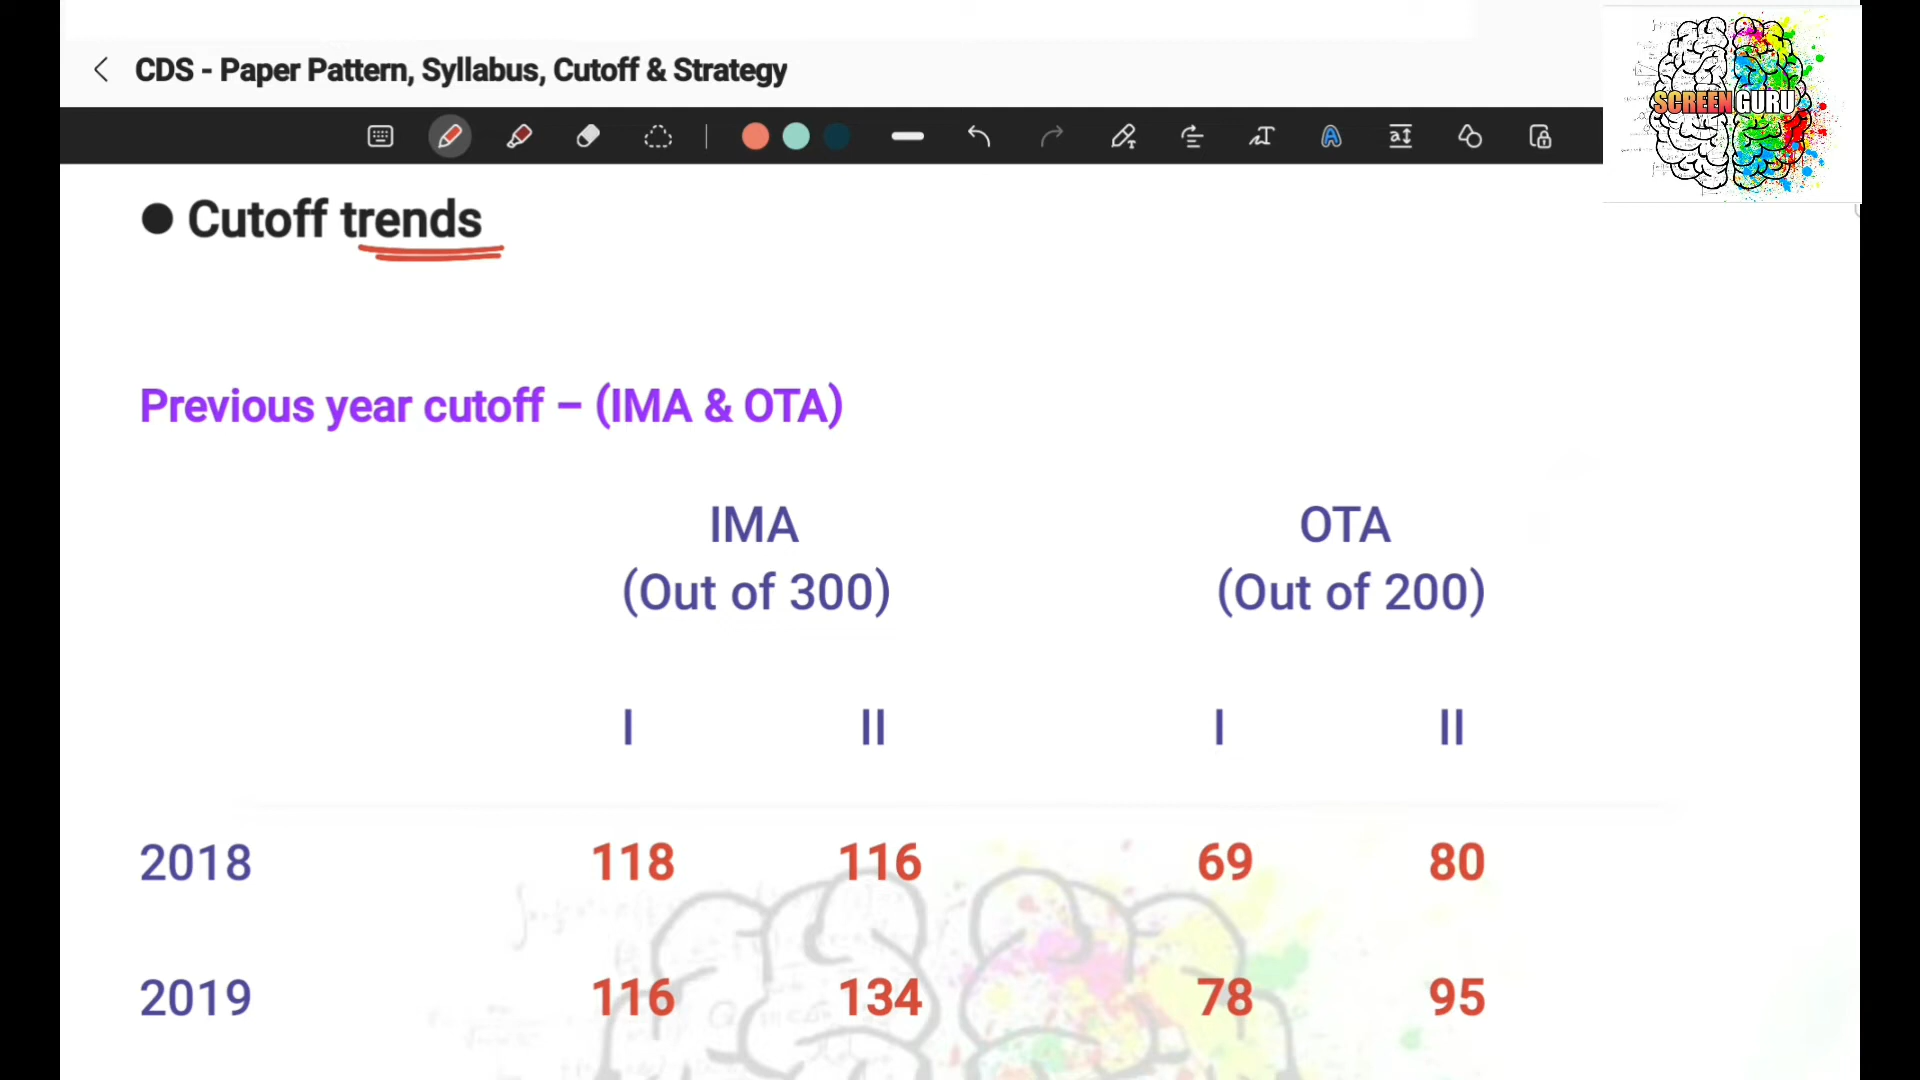 CDS - Paper Pattern, Syllabus, Cutoff & Strategy
SCREEN GURU
● Cutoff trends
Previous year cutoff – (IMA & OTA)
IMA OTA
(Out of 300) (Out of 200)
I II I II
2018 118 116 69 80
2019 116 134 78 95